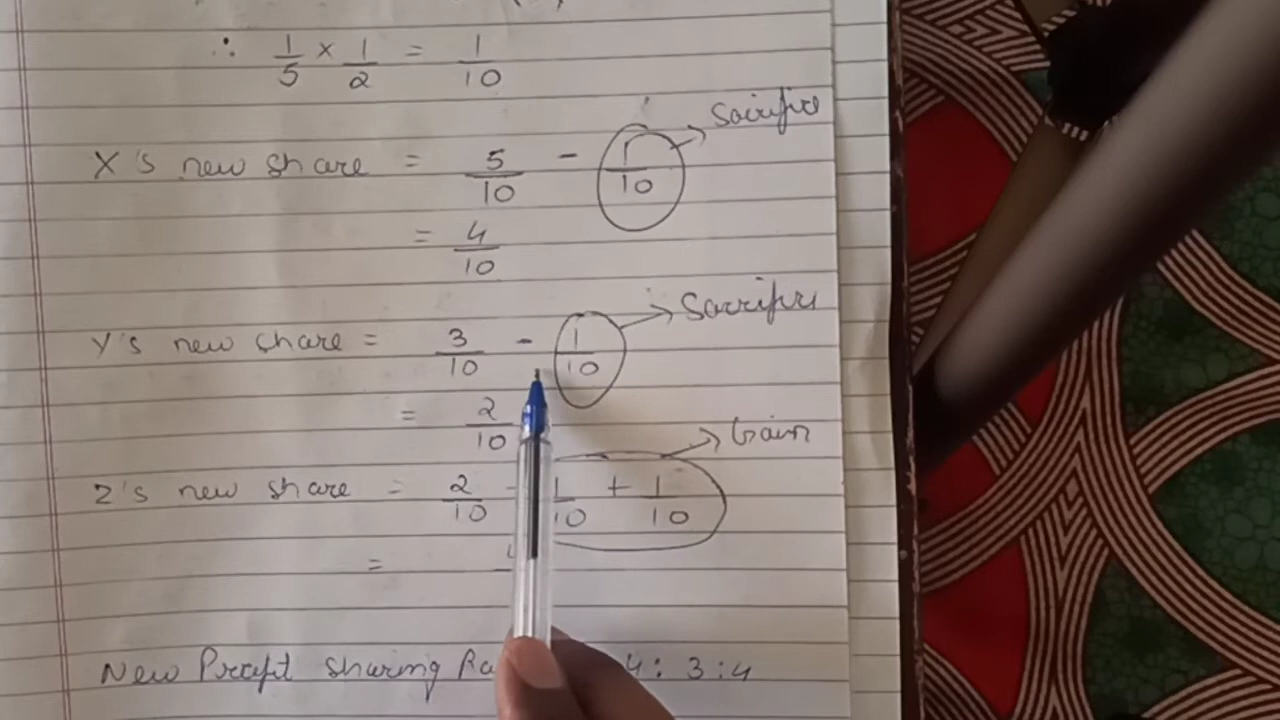 ∴ 1/5 × 1/2 = 1/10
X's new share = 5/10 - 1/10 → Sacrifice
= 4/10
Y's new share = 3/10 - 1/10 → Sacrifice
= 2/10
Z's new share = 2/10 1/10 + 1/10 → Gain
=
New Profit sharing 4 : 3 : 4